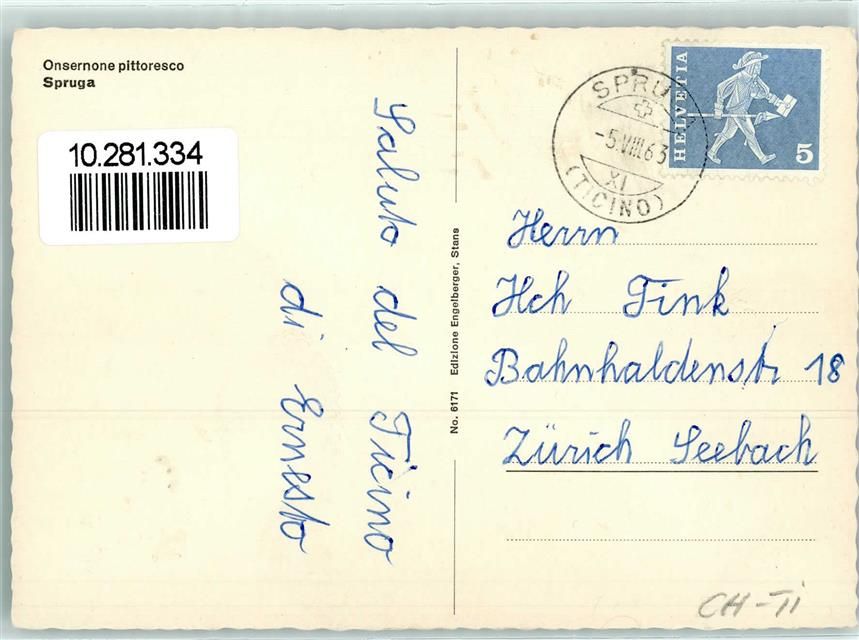 Onsernone pittoresco
Spruga
10.281.334
Saluto del Ticino
di Ernesto
No. 6171 Edizione Engelberger, Stans
SPRUGA
-5.VIII.63
XI
(TICINO)
HELVETIA
5
Herrn
Hch Fink
Bahnhaldenstr 18
Zürich Seebach
CH-Ti